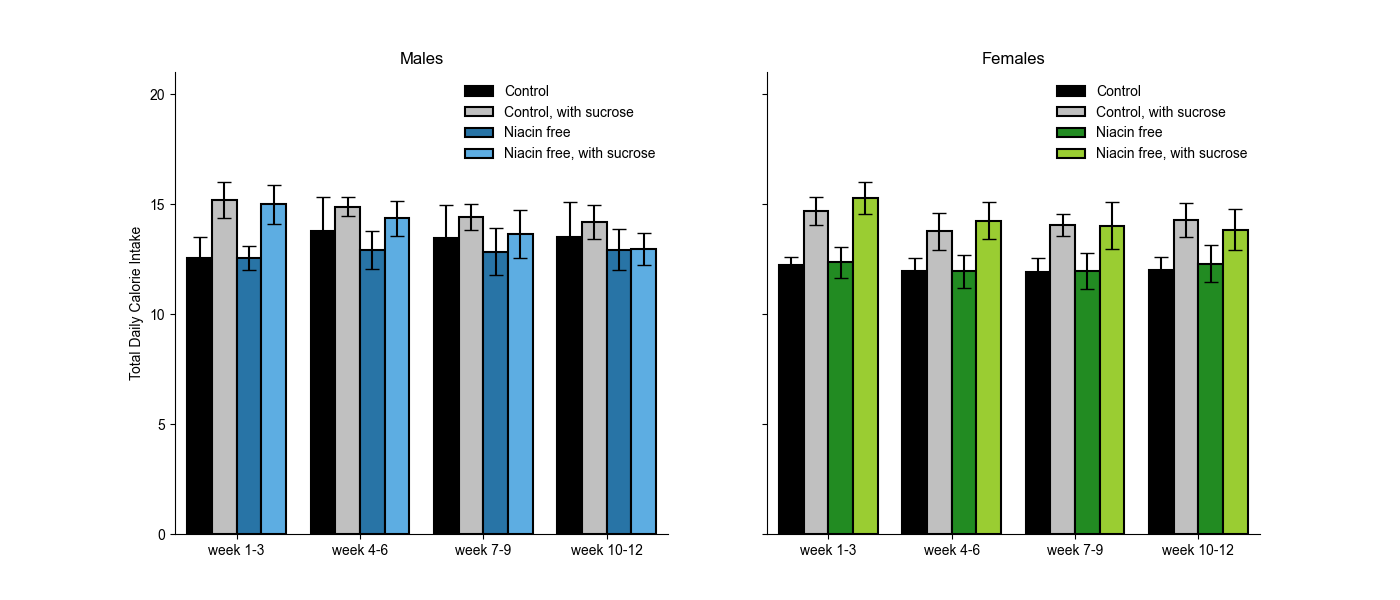 Males
Total Daily Calorie Intake
20
15
10
5
0
Control
Control, with sucrose
Niacin free
Niacin free, with sucrose
week 1-3
week 4-6
week 7-9
week 10-12
Females
Control
Control, with sucrose
Niacin free
Niacin free, with sucrose
week 1-3
week 4-6
week 7-9
week 10-12